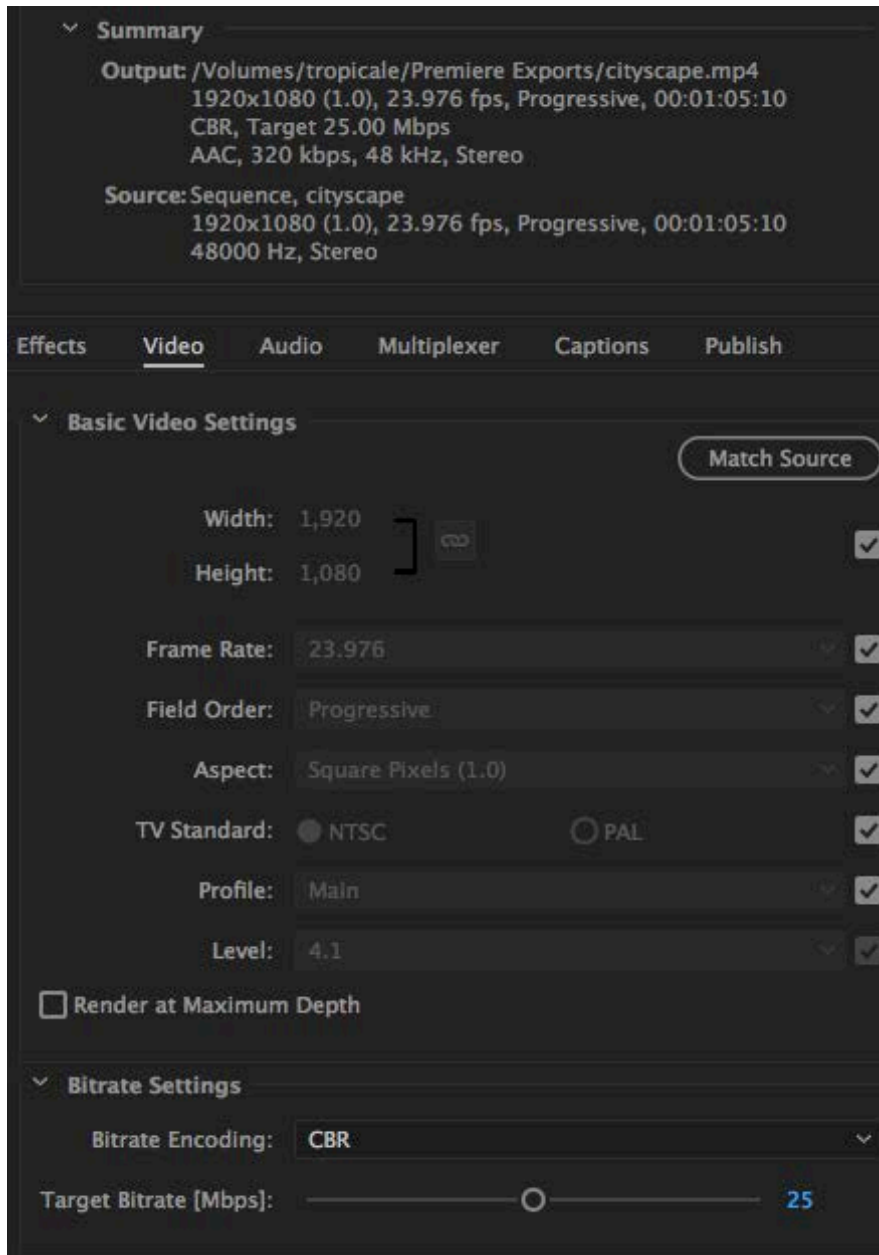 Summary
Output: /Volumes/tropicale/Premiere Exports/cityscape.mp4
1920x1080 (1.0), 23.976 fps, Progressive, 00:01:05:10
CBR, Target 25.00 Mbps
AAC, 320 kbps, 48 kHz, Stereo
Source: Sequence, cityscape
1920x1080 (1.0), 23.976 fps, Progressive, 00:01:05:10
48000 Hz, Stereo
Effects Video Audio Multiplexer Captions Publish
Basic Video Settings
Match Source
Width: 1,920
Height: 1,080
Frame Rate: 23.976
Field Order: Progressive
Aspect: Square Pixels (1.0)
TV Standard: NTSC PAL
Profile: Main
Level: 4.1
Render at Maximum Depth
Bitrate Settings
Bitrate Encoding: CBR
Target Bitrate [Mbps]: 25